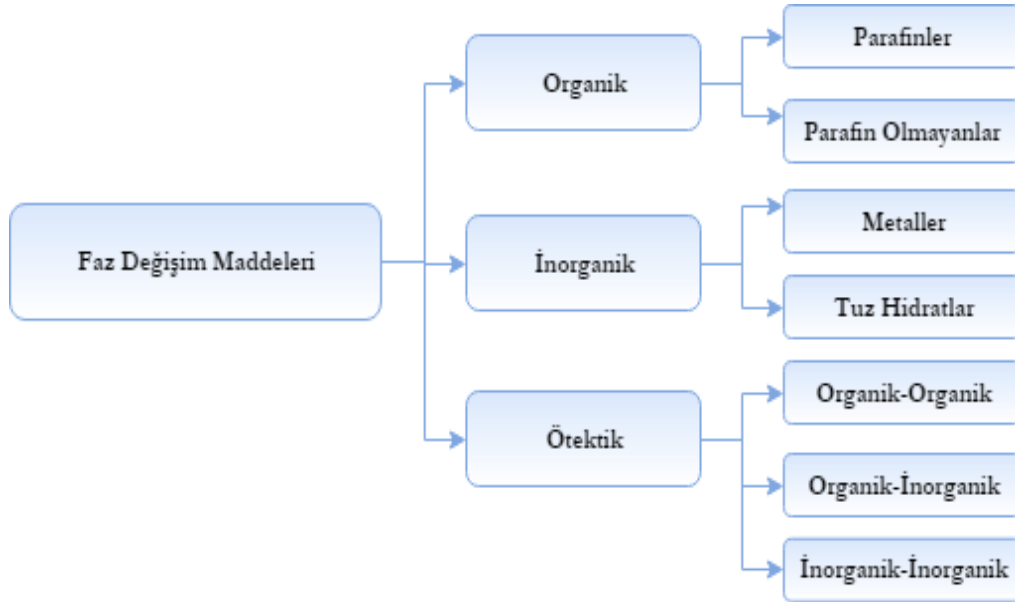 Faz Değişim Maddeleri
Organik
Parafinler
Parafin Olmayanlar
İnorganik
Metaller
Tuz Hidratlar
Ötektik
Organik-Organik
Organik-İnorganik
İnorganik-İnorganik